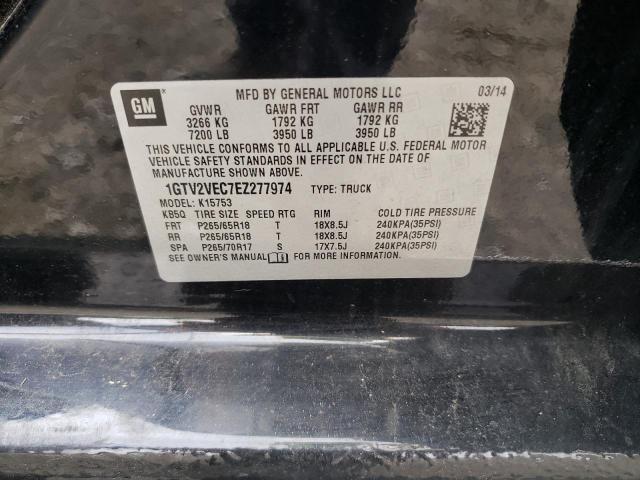 GM ®
MFD BY GENERAL MOTORS LLC 03/14
GVWR GAWR FRT GAWR RR
3266 KG 1792 KG 1792 KG
7200 LB 3950 LB 3950 LB
THIS VEHICLE CONFORMS TO ALL APPLICABLE U.S. FEDERAL MOTOR
VEHICLE SAFETY STANDARDS IN EFFECT ON THE DATE OF
MANUFACTURE SHOWN ABOVE.
1GTV2VEC7EZ277974 TYPE: TRUCK
MODEL: K15753
KB5Q TIRE SIZE SPEED RTG RIM COLD TIRE PRESSURE
FRT P265/65R18 T 18X8.5J 240KPA(35PSI)
RR P265/65R18 T 18X8.5J 240KPA(35PSI)
SPA P265/70R17 S 17X7.5J 240KPA(35PSI)
SEE OWNER'S MANUAL FOR MORE INFORMATION.